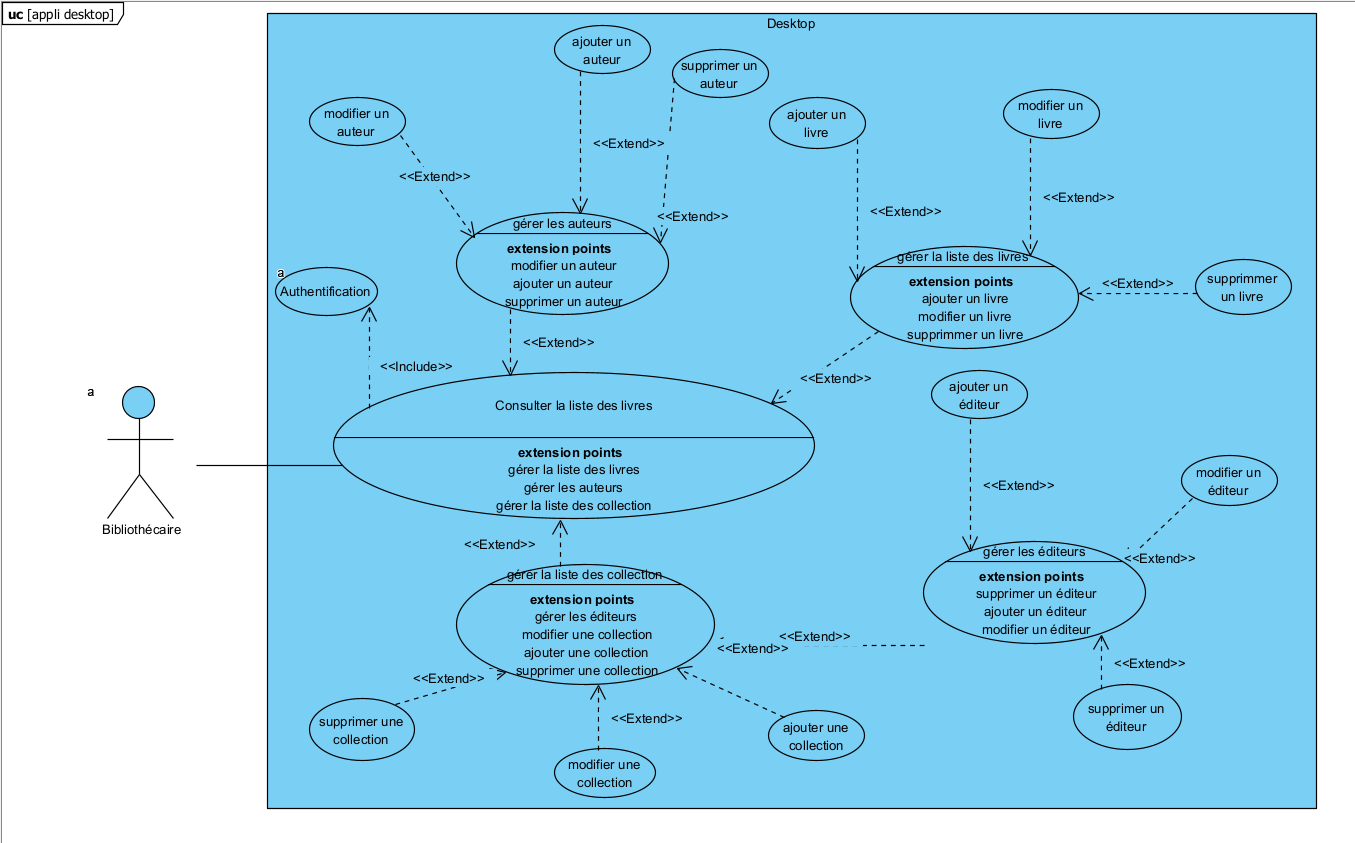 uc [appli desktop]
Desktop
ajouter un
auteur
supprimer un
auteur
modifier un
auteur
ajouter un
livre
modifier un
livre
<<Extend>>
<<Extend>>
<<Extend>>
<<Extend>>
<<Extend>>
gérer les auteurs
extension points
modifier un auteur
ajouter un auteur
supprimer un auteur
gérer la liste des livres
extension points
ajouter un livre
modifier un livre
supprimmer un livre
<<Extend>>
supprimmer
un livre
a
Authentification
<<Extend>>
<<Include>>
<<Extend>>
a
Bibliothécaire
Consulter la liste des livres
extension points
gérer la liste des livres
gérer les auteurs
gérer la liste des collection
ajouter un
éditeur
<<Extend>>
modifier un
éditeur
<<Extend>>
<<Extend>>
gérer les éditeurs
extension points
supprimer un éditeur
ajouter un éditeur
modifier un éditeur
gérer la liste des collection
extension points
gérer les éditeurs
modifier une collection
ajouter une collection
supprimer une collection
<<Extend>>
<<Extend>>
<<Extend>>
<<Extend>>
<<Extend>>
supprimer une
collection
modifier une
collection
ajouter une
collection
supprimer un
éditeur